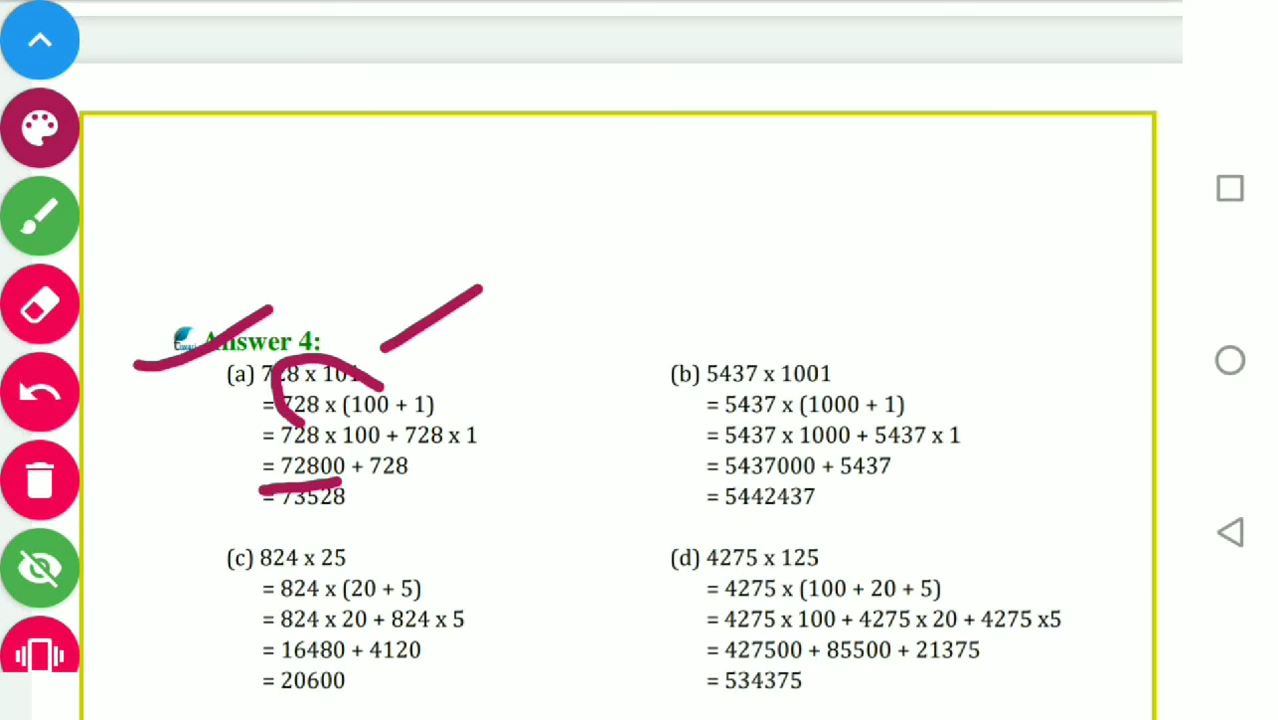 Answer 4:
(a) 728 x 101
= 728 x (100 + 1)
= 728 x 100 + 728 x 1
= 72800 + 728
= 73528
(b) 5437 x 1001
= 5437 x (1000 + 1)
= 5437 x 1000 + 5437 x 1
= 5437000 + 5437
= 5442437
(c) 824 x 25
= 824 x (20 + 5)
= 824 x 20 + 824 x 5
= 16480 + 4120
= 20600
(d) 4275 x 125
= 4275 x (100 + 20 + 5)
= 4275 x 100 + 4275 x 20 + 4275 x5
= 427500 + 85500 + 21375
= 534375